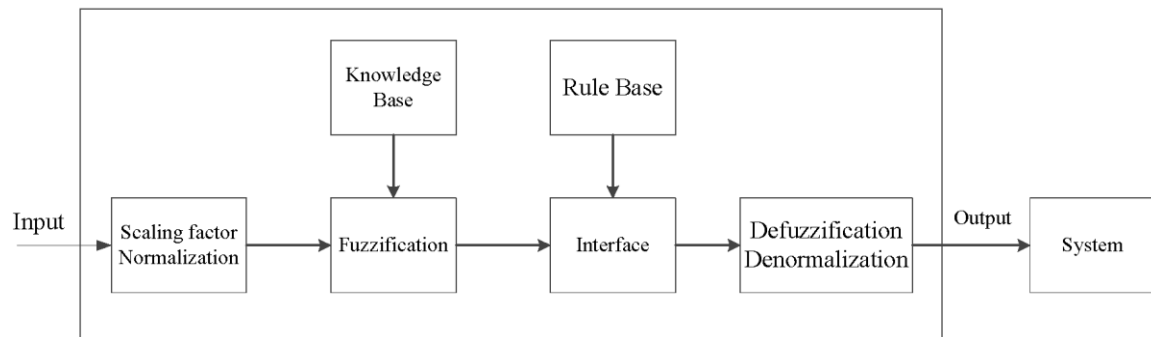 Knowledge
Base
Rule Base
Input
Scaling factor
Normalization
Fuzzification
Interface
Defuzzification
Denormalization
Output
System